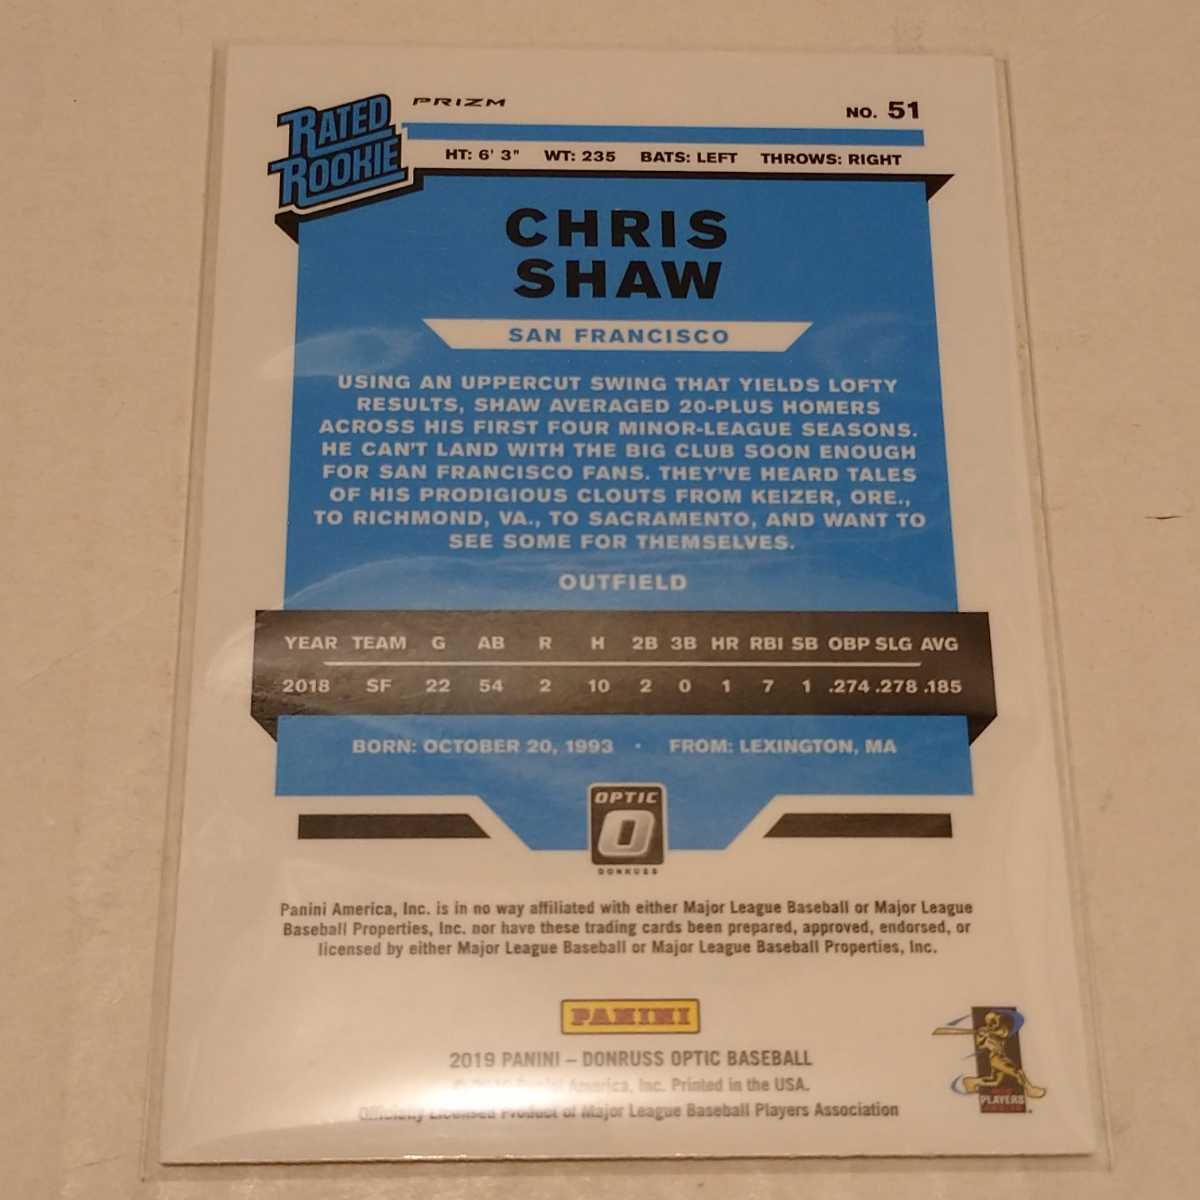 RATED
ROOKIE
PRIZM
NO. 51
HT: 6' 3" WT: 235 BATS: LEFT THROWS: RIGHT
CHRIS
SHAW
SAN FRANCISCO
USING AN UPPERCUT SWING THAT YIELDS LOFTY
RESULTS, SHAW AVERAGED 20-PLUS HOMERS
ACROSS HIS FIRST FOUR MINOR-LEAGUE SEASONS.
HE CAN'T LAND WITH THE BIG CLUB SOON ENOUGH
FOR SAN FRANCISCO FANS. THEY'VE HEARD TALES
OF HIS PRODIGIOUS CLOUTS FROM KEIZER, ORE.,
TO RICHMOND, VA., TO SACRAMENTO, AND WANT TO
SEE SOME FOR THEMSELVES.
OUTFIELD
YEAR TEAM G AB R H 2B 3B HR RBI SB OBP SLG AVG
2018 SF 22 54 2 10 2 0 1 7 1 .274 .278 .185
BORN: OCTOBER 20, 1993 • FROM: LEXINGTON, MA
OPTIC
O
DONRUSS
Panini America, Inc. is in no way affiliated with either Major League Baseball or Major League
Baseball Properties, Inc. nor have these trading cards been prepared, approved, endorsed, or
licensed by either Major League Baseball or Major League Baseball Properties, Inc.
PANINI
2019 PANINI – DONRUSS OPTIC BASEBALL
© 2019 Panini America, Inc. Printed in the USA.
Officially Licensed Product of Major League Baseball Players Association
PLAYERS